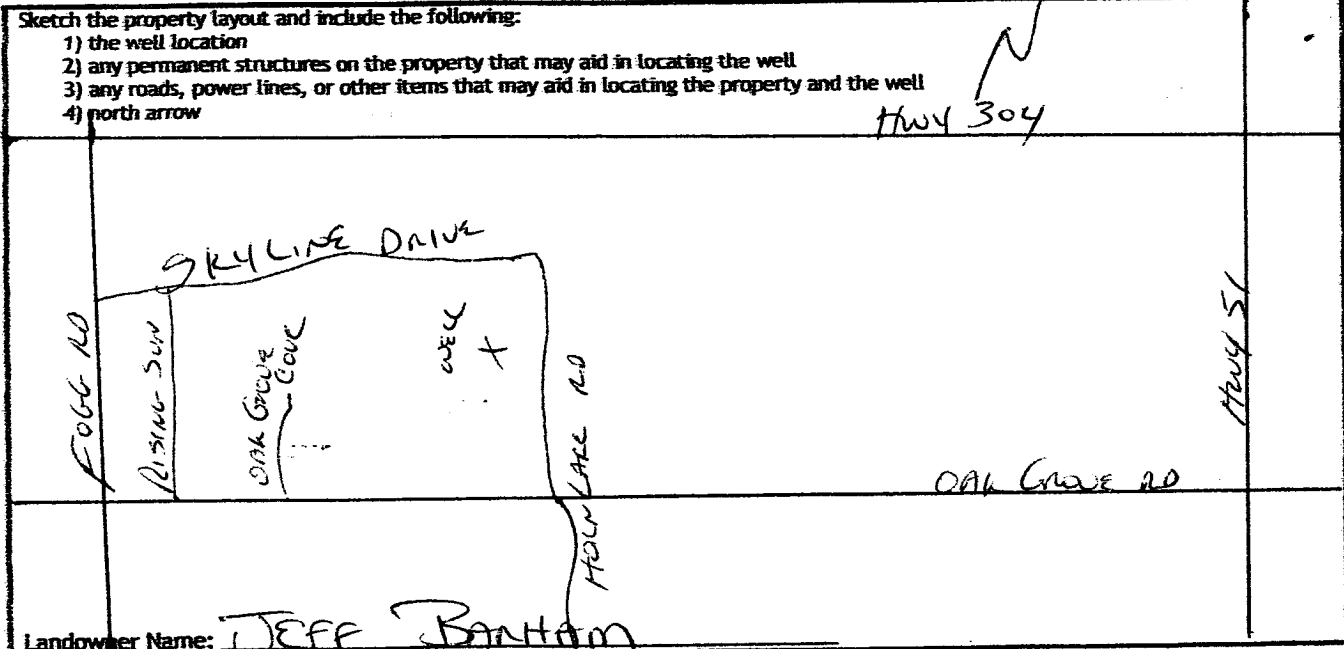 Sketch the property layout and include the following:
1) the well location
2) any permanent structures on the property that may aid in locating the well
3) any roads, power lines, or other items that may aid in locating the property and the well
4) north arrow
N
HWY 304
SKYLINE DRIVE
FOGG RD
RISING SUN
OAK GROVE
COVE
WELL
X
HORN LAKE RD
HWY 51
OAK GROVE RD
Landowner Name: JEFF BARHAM